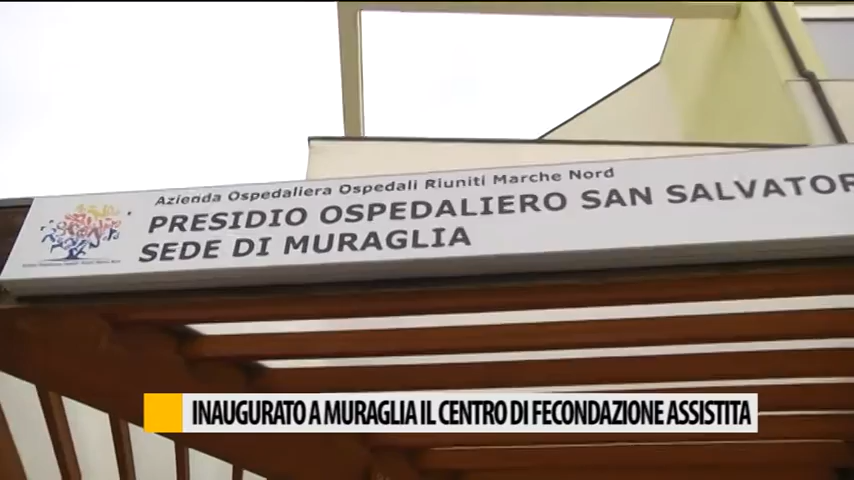 Azienda Ospedaliera Ospedali Riuniti Marche Nord
PRESIDIO OSPEDALIERO SAN SALVATORE
SEDE DI MURAGLIA
INAUGURATO A MURAGLIA IL CENTRO DI FECONDAZIONE ASSISTITA